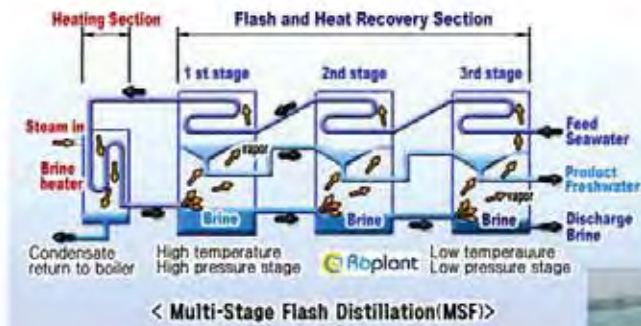 Heating Section
Flash and Heat Recovery Section
1 st stage
2nd stage
3rd stage
Steam in
vapor
Feed
Seawater
Brine
heater
Product
Freshwater
vapor
Brine
Brine
Brine
Discharge
Brine
Condensate
return to boiler
High temperature
High pressure stage
Roplant
Low temperauure
Low pressure stage
< Multi-Stage Flash Distillation(MSF)>